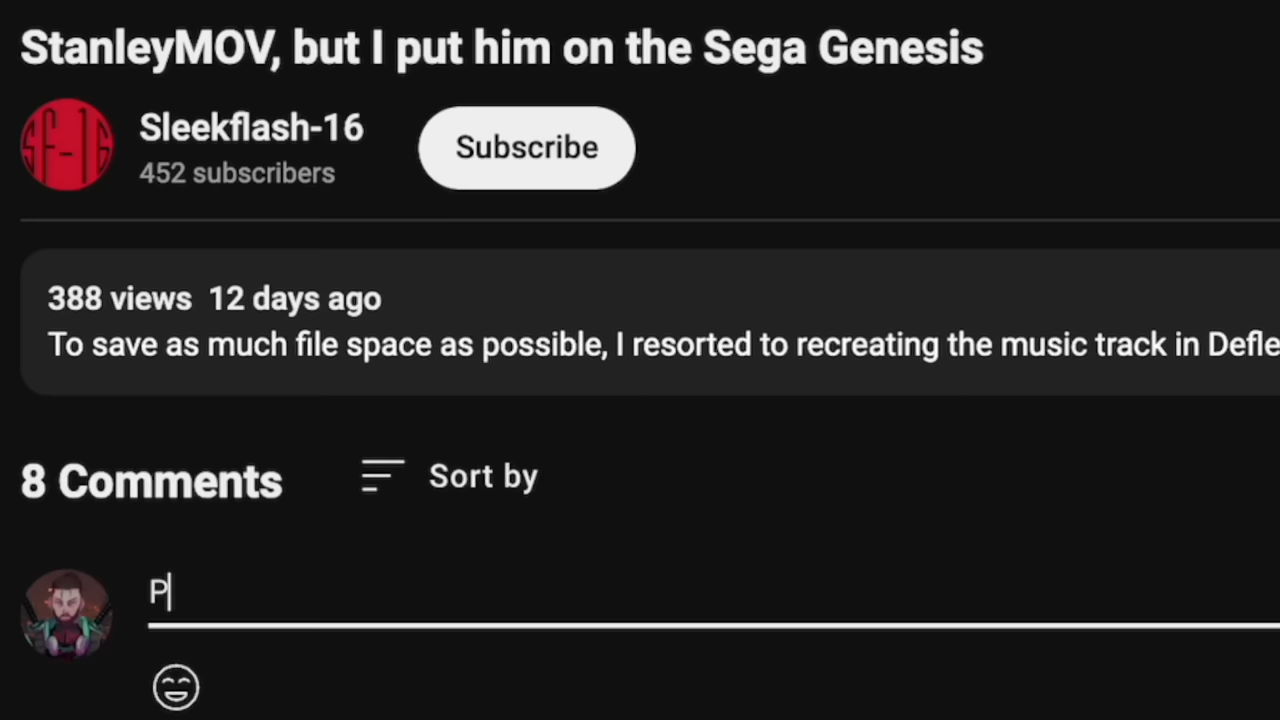 StanleyMOV, but I put him on the Sega Genesis
SF-16
Sleekflash-16
Subscribe
452 subscribers
388 views 12 days ago
To save as much file space as possible, I resorted to recreating the music track in Defle
8 Comments
Sort by
P